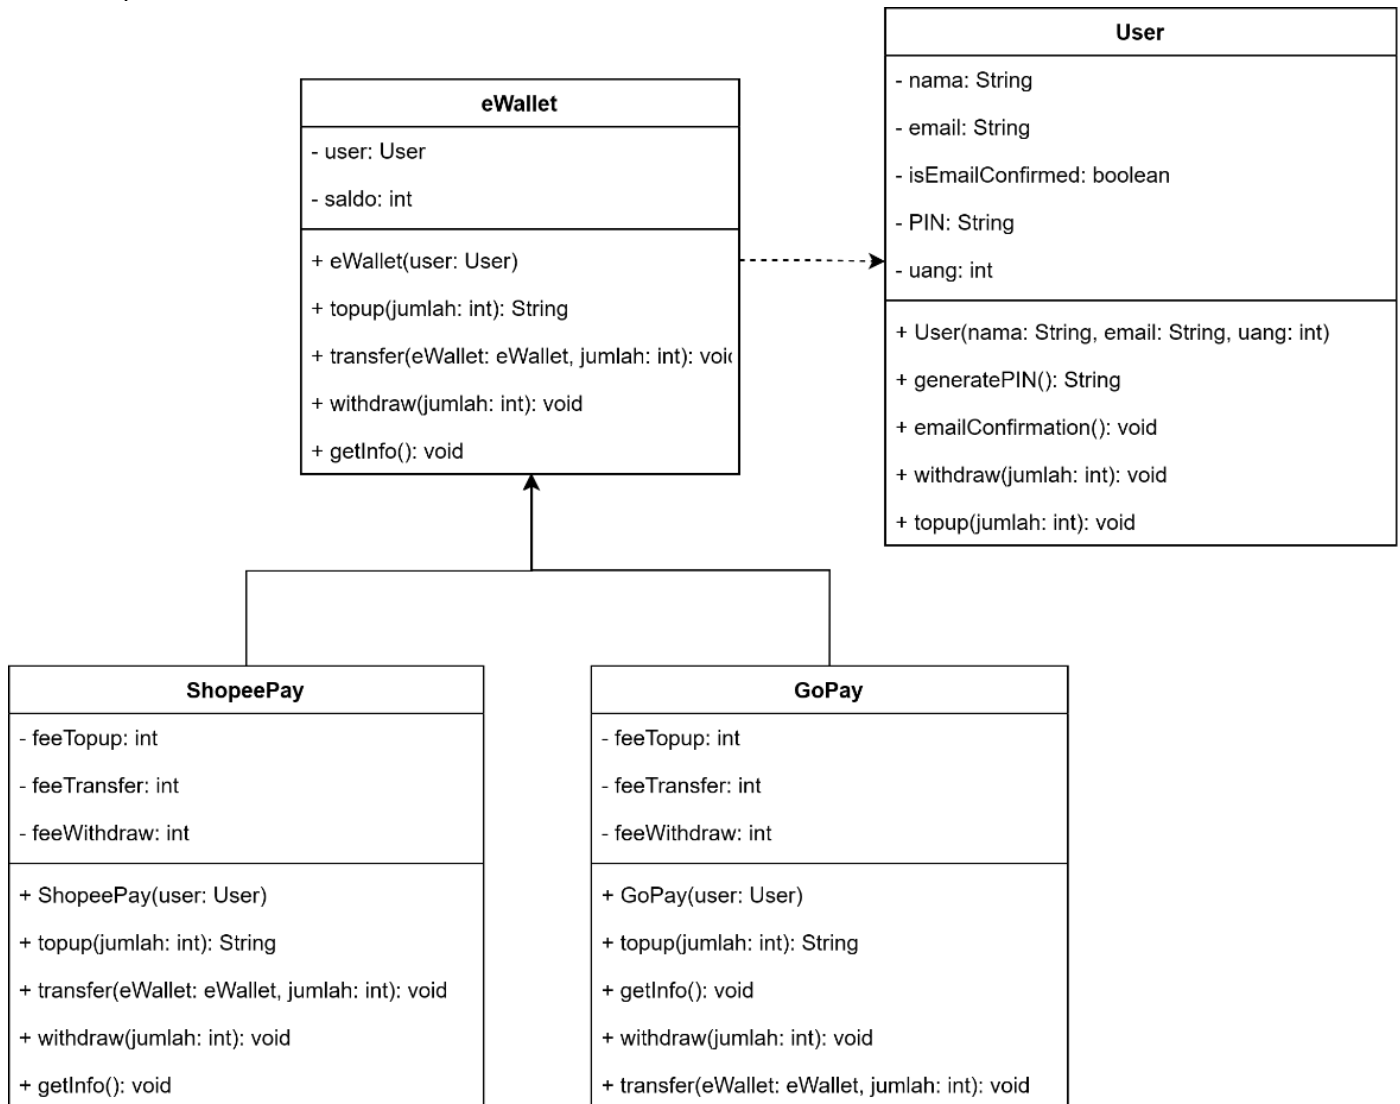 eWallet
- user: User
- saldo: int
+ eWallet(user: User)
+ topup(jumlah: int): String
+ transfer(eWallet: eWallet, jumlah: int): voi
+ withdraw(jumlah: int): void
+ getInfo(): void
User
- nama: String
- email: String
- isEmailConfirmed: boolean
- PIN: String
- uang: int
+ User(nama: String, email: String, uang: int)
+ generatePIN(): String
+ emailConfirmation(): void
+ withdraw(jumlah: int): void
+ topup(jumlah: int): void
ShopeePay
- feeTopup: int
- feeTransfer: int
- feeWithdraw: int
+ ShopeePay(user: User)
+ topup(jumlah: int): String
+ transfer(eWallet: eWallet, jumlah: int): void
+ withdraw(jumlah: int): void
+ getInfo(): void
GoPay
- feeTopup: int
- feeTransfer: int
- feeWithdraw: int
+ GoPay(user: User)
+ topup(jumlah: int): String
+ getInfo(): void
+ withdraw(jumlah: int): void
+ transfer(eWallet: eWallet, jumlah: int): void